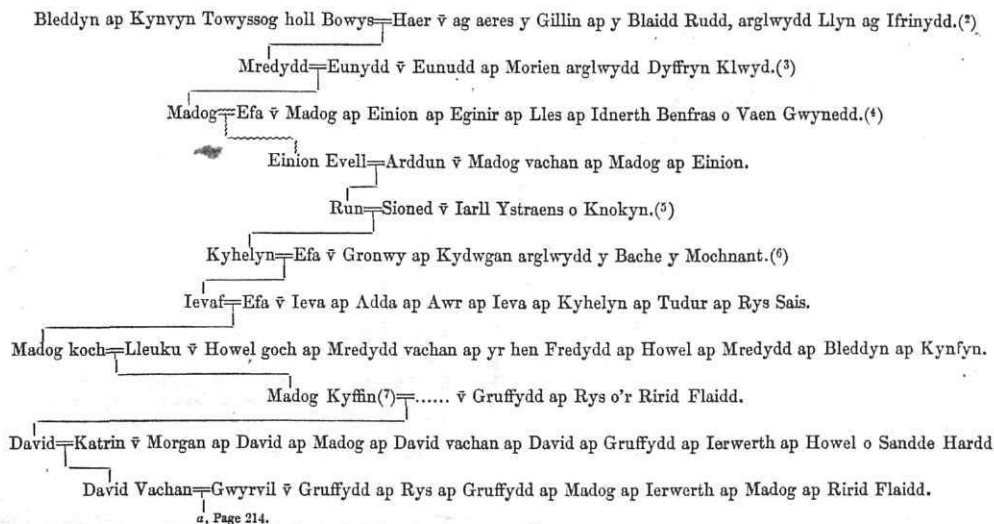 Bleddyn ap Kynvyn Towyssog holl Bowys=Haer v̄ ag aeres y Gillin ap y Blaidd Rudd, arglwydd Llyn ag Ifrinydd.(²)
Mredydd=Eunydd v̄ Eunudd ap Morien arglwydd Dyffryn Klwyd.(³)
Madog=Efa v̄ Madog ap Einion ap Eginir ap Lles ap Idnerth Benfras o Vaen Gwynedd.(⁴)
Einion Evell=Arddun v̄ Madog vachan ap Madog ap Einion.
Run=Sioned v̄ Iarll Ystraens o Knokyn.(⁵)
Kyhelyn=Efa v̄ Gronwy ap Kydwgan arglwydd y Bache y Mochnant.(⁶)
Ievaf=Efa v̄ Ieva ap Adda ap Awr ap Ieva ap Kyhelyn ap Tudur ap Rys Sais.
Madog koch=Lleuku v̄ Howel goch ap Mredydd vachan ap yr hen Fredydd ap Howel ap Mredydd ap Bleddyn ap Kynfyn.
Madog Kyffin(⁷)=...... v̄ Gruffydd ap Rys o'r Ririd Flaidd.
David=Katrin v̄ Morgan ap David ap Madog ap David vachan ap David ap Gruffydd ap Ierwerth ap Howel o Sandde Hardd
David Vachan=Gwyrvil v̄ Gruffydd ap Rys ap Gruffydd ap Madog ap Ierwerth ap Madog ap Ririd Flaidd.
a, Page 214.